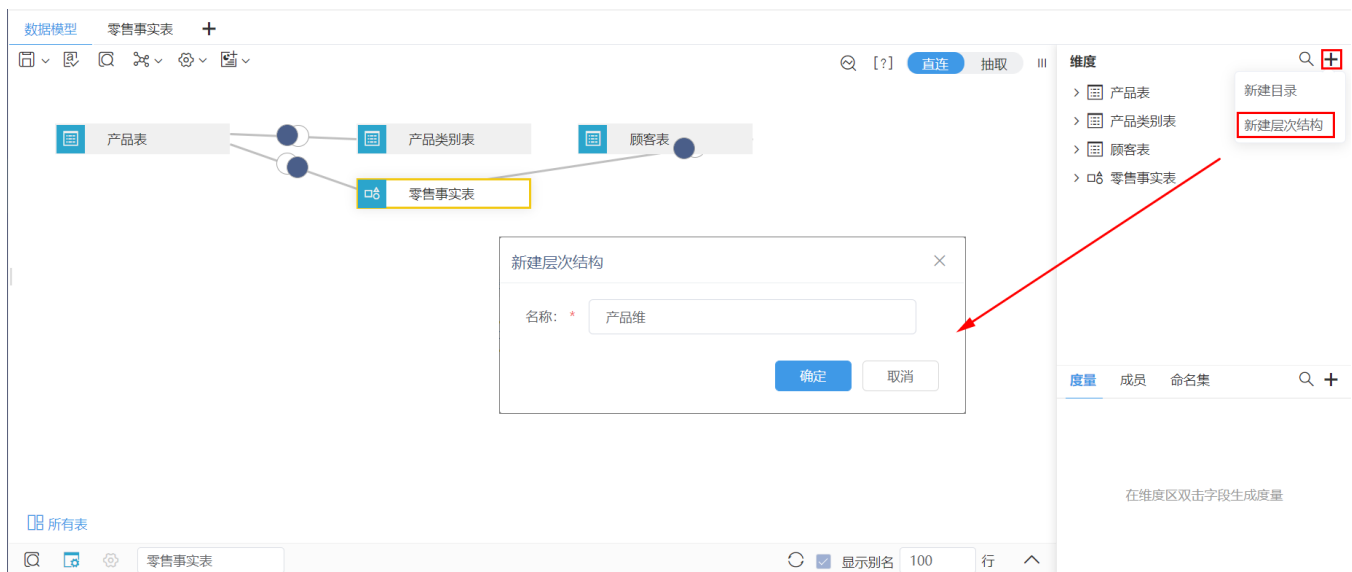 数据模型 零售事实表
[?] 直连 抽取
维度
新建目录
新建层次结构
产品表
产品类别表
顾客表
零售事实表
产品表 产品类别表 顾客表
零售事实表
新建层次结构
名称： * 产品维
确定 取消
度量 成员 命名集
在维度区双击字段生成度量
所有表
零售事实表 显示别名 100 行